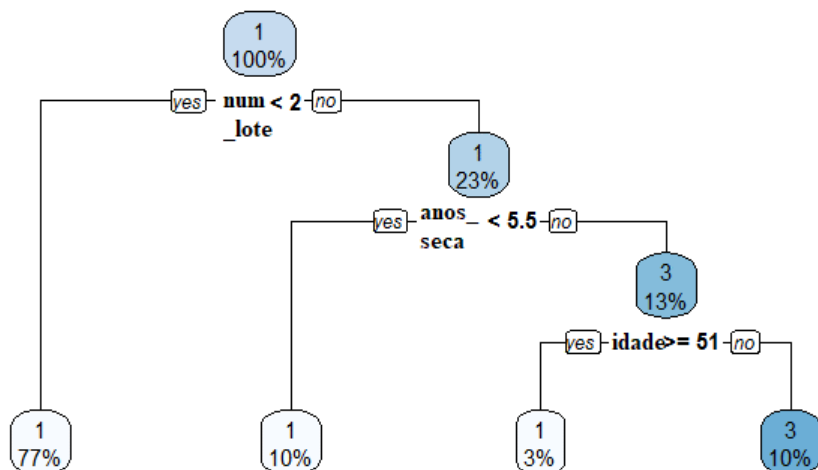 1
100%
yes num < 2 no
_lote
1
23%
yes anos_ < 5.5 no
seca
3
13%
yes idade>= 51 no
1
77%
1
10%
1
3%
3
10%